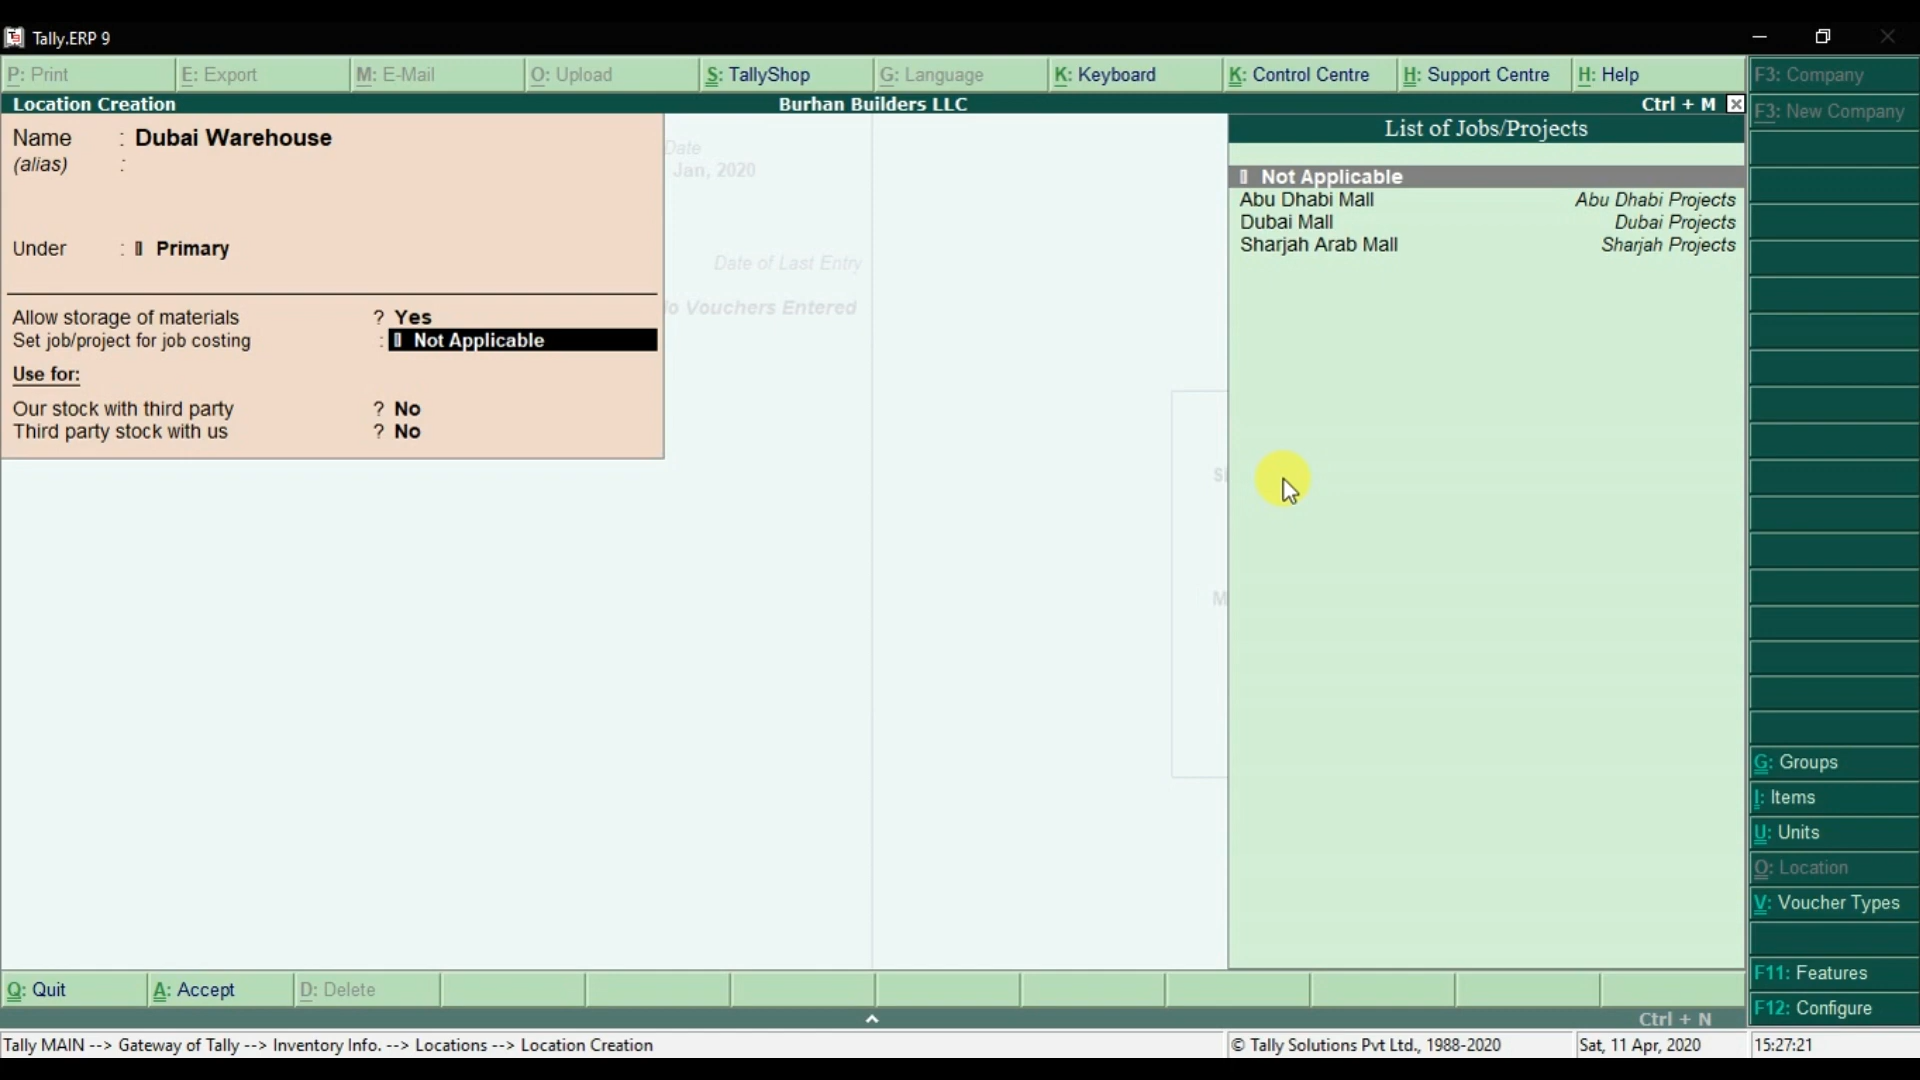 Tally.ERP 9
P: Print E: Export M: E-Mail O: Upload S: TallyShop G: Language K: Keyboard K: Control Centre H: Support Centre H: Help
Location Creation Burhan Builders LLC Ctrl + M
Name : Dubai Warehouse
(alias) :
Under : Primary
Allow storage of materials ? Yes
Set job/project for job costing : Not Applicable
Use for:
Our stock with third party ? No
Third party stock with us ? No
Date
Jan, 2020
Date of Last Entry
Vouchers Entered
List of Jobs/Projects
Not Applicable
Abu Dhabi Mall Abu Dhabi Projects
Dubai Mall Dubai Projects
Sharjah Arab Mall Sharjah Projects
F3: Company
F3: New Company
G: Groups
I: Items
U: Units
O: Location
V: Voucher Types
F11: Features
F12: Configure
Q: Quit A: Accept D: Delete
Ctrl + N
Tally MAIN --> Gateway of Tally --> Inventory Info. --> Locations --> Location Creation © Tally Solutions Pvt Ltd., 1988-2020 Sat, 11 Apr, 2020 15:27:21